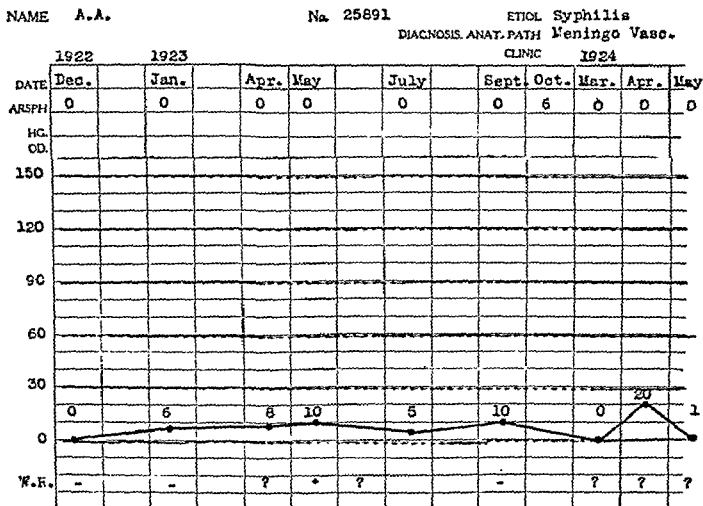 NAME A.A. No. 25891 ETIOL Syphilis
DIAGNOSIS. ANAT. PATH Meningo Vasc.
CLINIC
1922 1923 1924
DATE Dec. Jan. Apr. May July Sept. Oct. Mar. Apr. May
ARSPH 0 0 0 0 0 0 6 0 0 0
HG.
OD.
150
120
90
60
30
0 6 8 10 5 10 0 20 1
0
W.R. - - ? + ? - ? ? ?